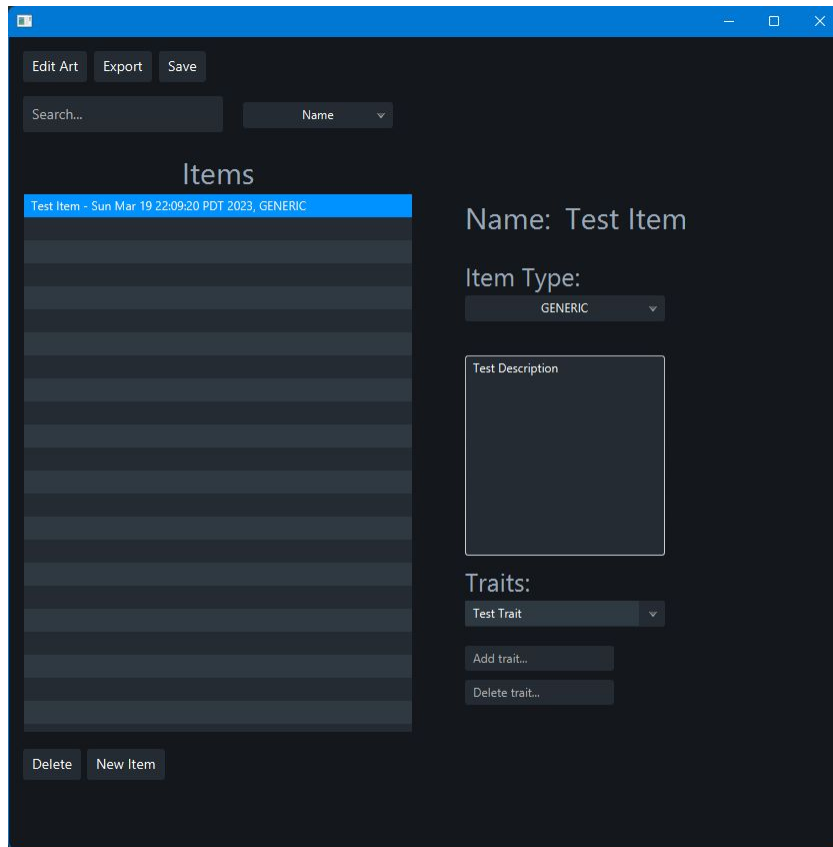 Edit Art Export Save
Search... Name
Items
Test Item - Sun Mar 19 22:09:20 PDT 2023, GENERIC
Name: Test Item
Item Type:
GENERIC
Test Description
Traits:
Test Trait
Add trait...
Delete trait...
Delete New Item